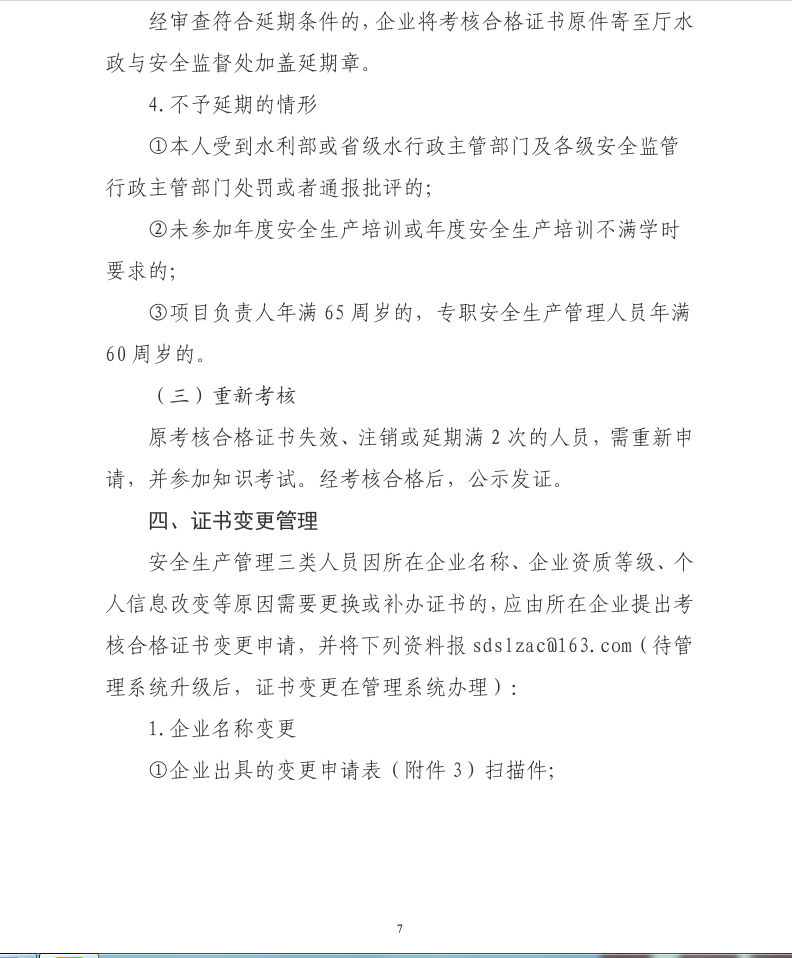 经审查符合延期条件的，企业将考核合格证书原件寄至厅水
政与安全监督处加盖延期章。
4.不予延期的情形
①本人受到水利部或省级水行政主管部门及各级安全监管
行政主管部门处罚或者通报批评的；
②未参加年度安全生产培训或年度安全生产培训不满学时
要求的；
③项目负责人年满 65 周岁的，专职安全生产管理人员年满
60 周岁的。
（三）重新考核
原考核合格证书失效、注销或延期满 2 次的人员，需重新申
请，并参加知识考试。经考核合格后，公示发证。
四、证书变更管理
安全生产管理三类人员因所在企业名称、企业资质等级、个
人信息改变等原因需要更换或补办证书的，应由所在企业提出考
核合格证书变更申请，并将下列资料报 sdslzac@163.com（待管
理系统升级后，证书变更在管理系统办理）：
1.企业名称变更
①企业出具的变更申请表（附件 3）扫描件；
7